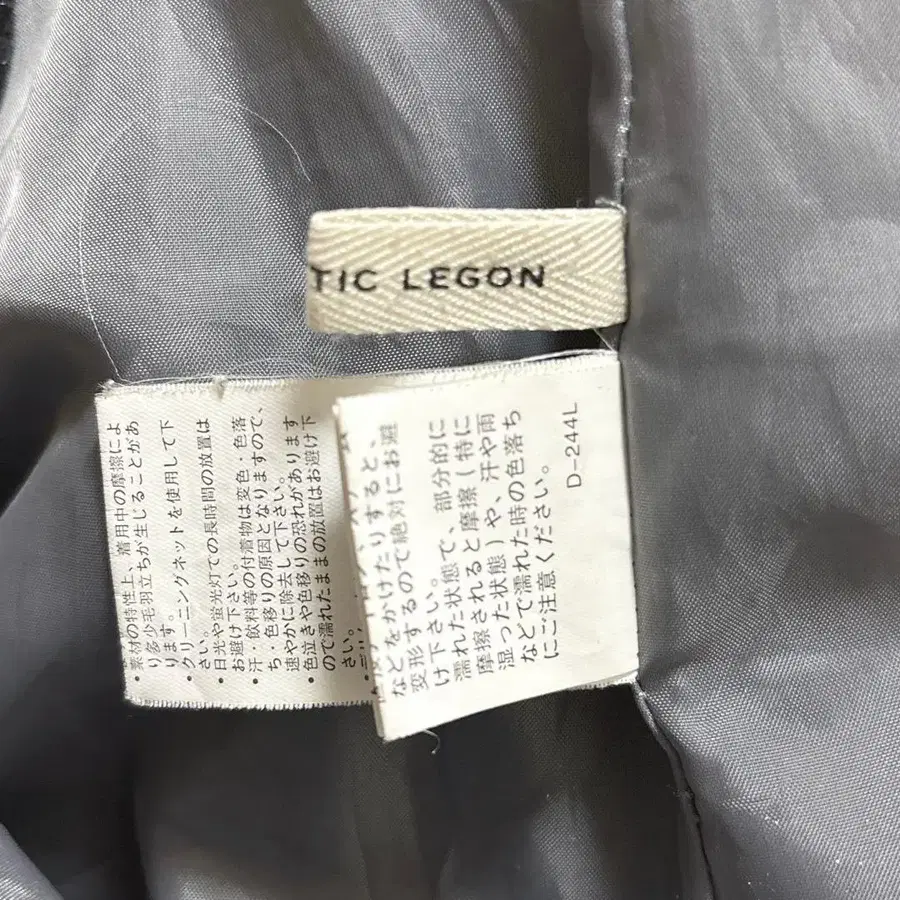 TIC LEGON
・素材の特性上、着用中の摩擦によ
り多少毛羽立ちが生じることがあ
ります。
・クリーニングネットを使用して下
さい。
・日光や蛍光灯での長時間の放置は
お避け下さい。
・汗・飲料等の付着物は変色・色落
ち・色移りの原因となりますので、
速やかに除去して下さい。
・色泣きや色移りの恐れがあります
ので濡れたままの放置はお避け下
さい。
などをかけたりすると、
変形するので絶対にお避
け下さい。
濡れた状態で、部分的に
摩擦されると摩擦(特に
湿った状態)や、汗や雨
などで濡れた時の色落ち
にご注意ください。
D-244L